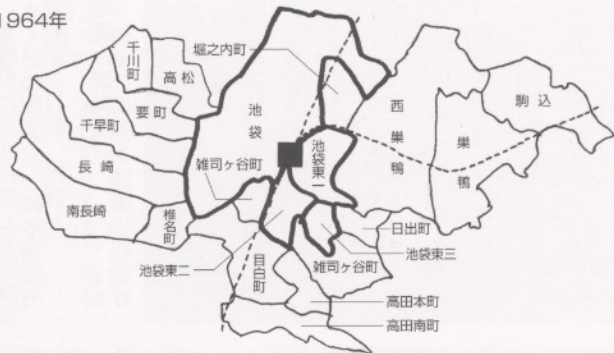 1964年
堀之内町
千川町
高松
要町
千早町
長崎
南長崎
椎名町
池袋
雑司ヶ谷町
池袋東一
西巣鴨
巣鴨
駒込
日出町
池袋東三
雑司ヶ谷町
池袋東二
目白町
高田本町
高田南町